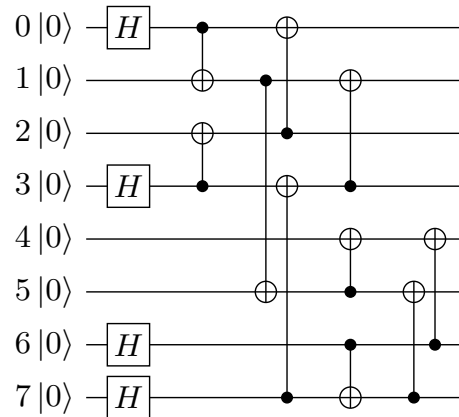 0 |0⟩ H
1 |0⟩
2 |0⟩
3 |0⟩ H
4 |0⟩
5 |0⟩
6 |0⟩ H
7 |0⟩ H